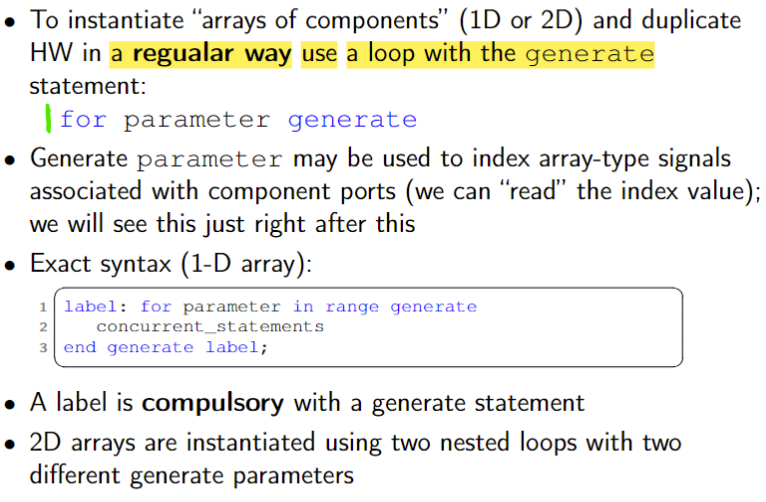 • To instantiate “arrays of components” (1D or 2D) and duplicate
HW in a regualar way use a loop with the generate
statement:
for parameter generate
• Generate parameter may be used to index array-type signals
associated with component ports (we can “read” the index value);
we will see this just right after this
• Exact syntax (1-D array):
1 label: for parameter in range generate
2 concurrent_statements
3 end generate label;
• A label is compulsory with a generate statement
• 2D arrays are instantiated using two nested loops with two
different generate parameters